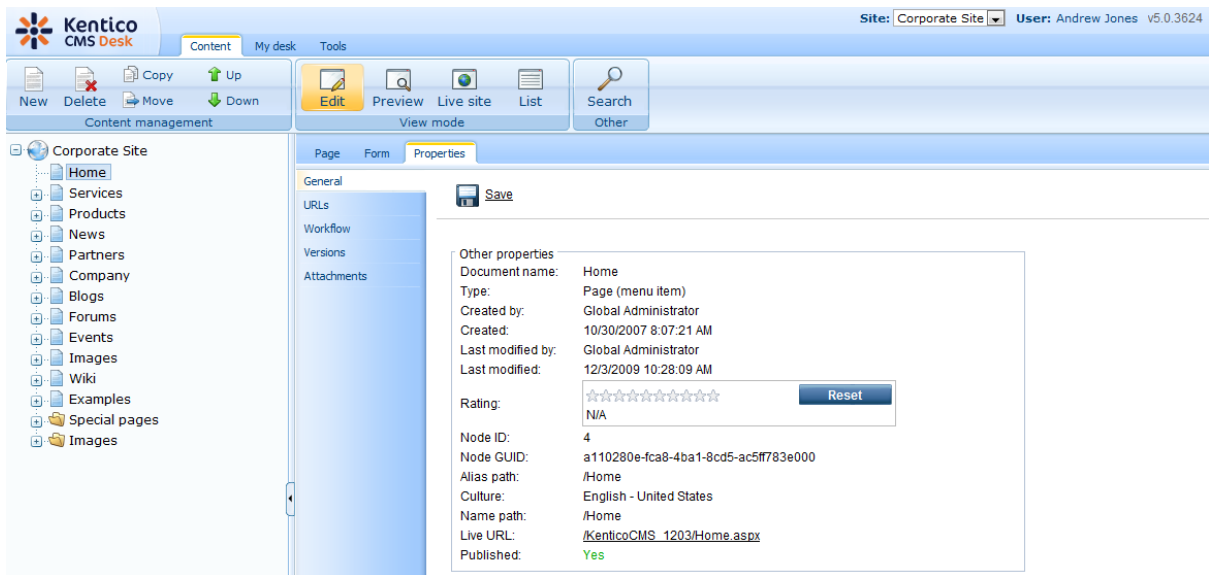 Kentico
CMS Desk
Site: Corporate Site User: Andrew Jones v5.0.3624
Content My desk Tools
New Delete Copy Move Up Down
Content management
Edit Preview Live site List
View mode
Search
Other
Corporate Site
Home
Services
Products
News
Partners
Company
Blogs
Forums
Events
Images
Wiki
Examples
Special pages
Images
Page Form Properties
General
URLs
Workflow
Versions
Attachments
Save
Other properties
Document name: Home
Type: Page (menu item)
Created by: Global Administrator
Created: 10/30/2007 8:07:21 AM
Last modified by: Global Administrator
Last modified: 12/3/2009 10:28:09 AM
Rating: Reset
N/A
Node ID: 4
Node GUID: a110280e-fca8-4ba1-8cd5-ac5ff783e000
Alias path: /Home
Culture: English - United States
Name path: /Home
Live URL: /KenticoCMS_1203/Home.aspx
Published: Yes